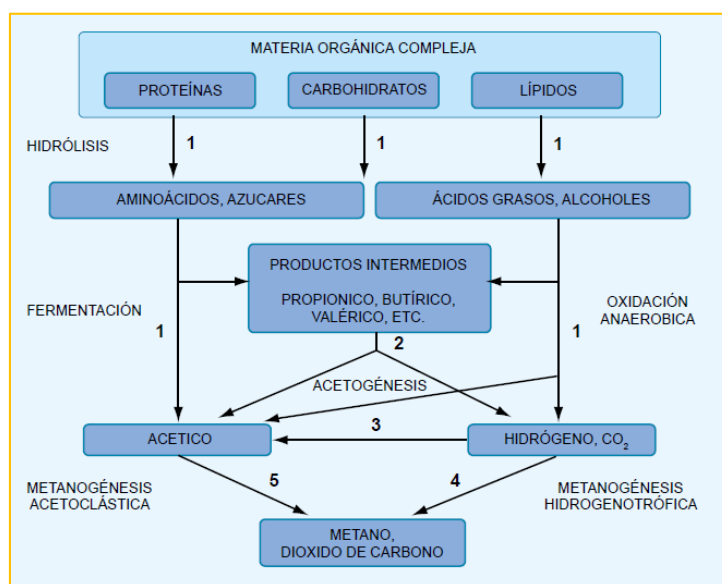 MATERIA ORGÁNICA COMPLEJA
PROTEÍNAS
CARBOHIDRATOS
LÍPIDOS
HIDRÓLISIS
1
1
1
AMINOÁCIDOS, AZUCARES
ÁCIDOS GRASOS, ALCOHOLES
PRODUCTOS INTERMEDIOS
PROPIONICO, BUTÍRICO,
VALÉRICO, ETC.
FERMENTACIÓN
1
OXIDACIÓN
ANAEROBICA
1
2
ACETOGÉNESIS
ACETICO
3
HIDRÓGENO, CO₂
METANOGÉNESIS
ACETOCLÁSTICA
5
4
METANOGÉNESIS
HIDROGENOTRÓFICA
METANO,
DIOXIDO DE CARBONO